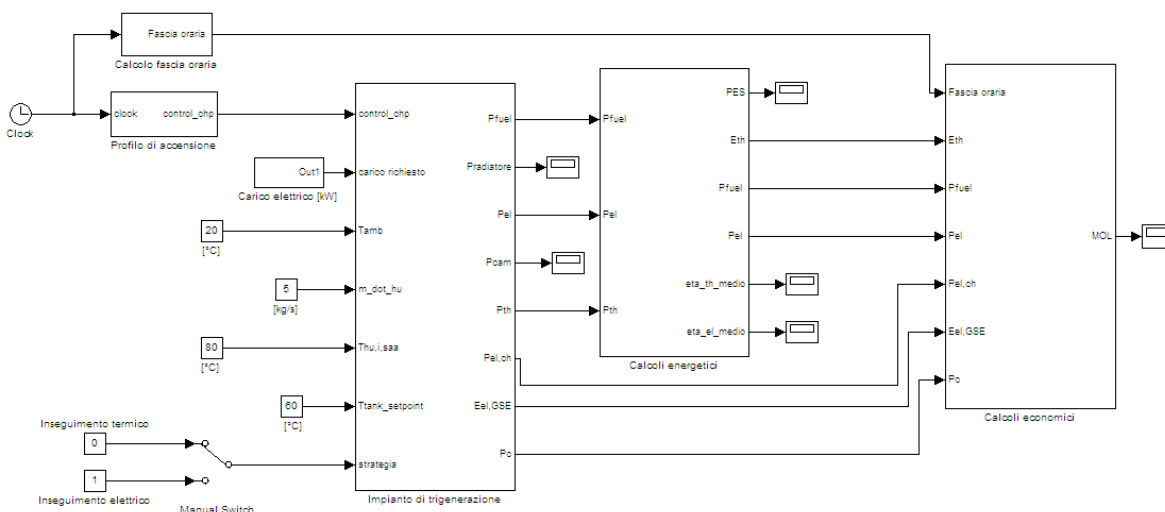 Fascia oraria
Calcolo fascia oraria
Clock
clock
control_chp
Profilo di accensione
Out1
Carico elettrico [kW]
20
[°C]
5
[kg/s]
80
[°C]
60
[°C]
Inseguimento termico
0
1
Inseguimento elettrico
Manual Switch
control_chp
carico richiesto
Tamb
m_dot_hu
Thu,i,saa
Ttank_setpoint
strategia
Pfuel
Pradiatore
Pel
Pcam
Pth
Pel,ch
Eel,GSE
Pc
Impianto di trigenerazione
Pfuel
Pel
Pth
PES
Eth
Pfuel
Pel
eta_th_medio
eta_el_medio
Calcoli energetici
Fascia oraria
Eth
Pfuel
Pel
Pel,ch
Eel,GSE
Pc
MOL
Calcoli economici